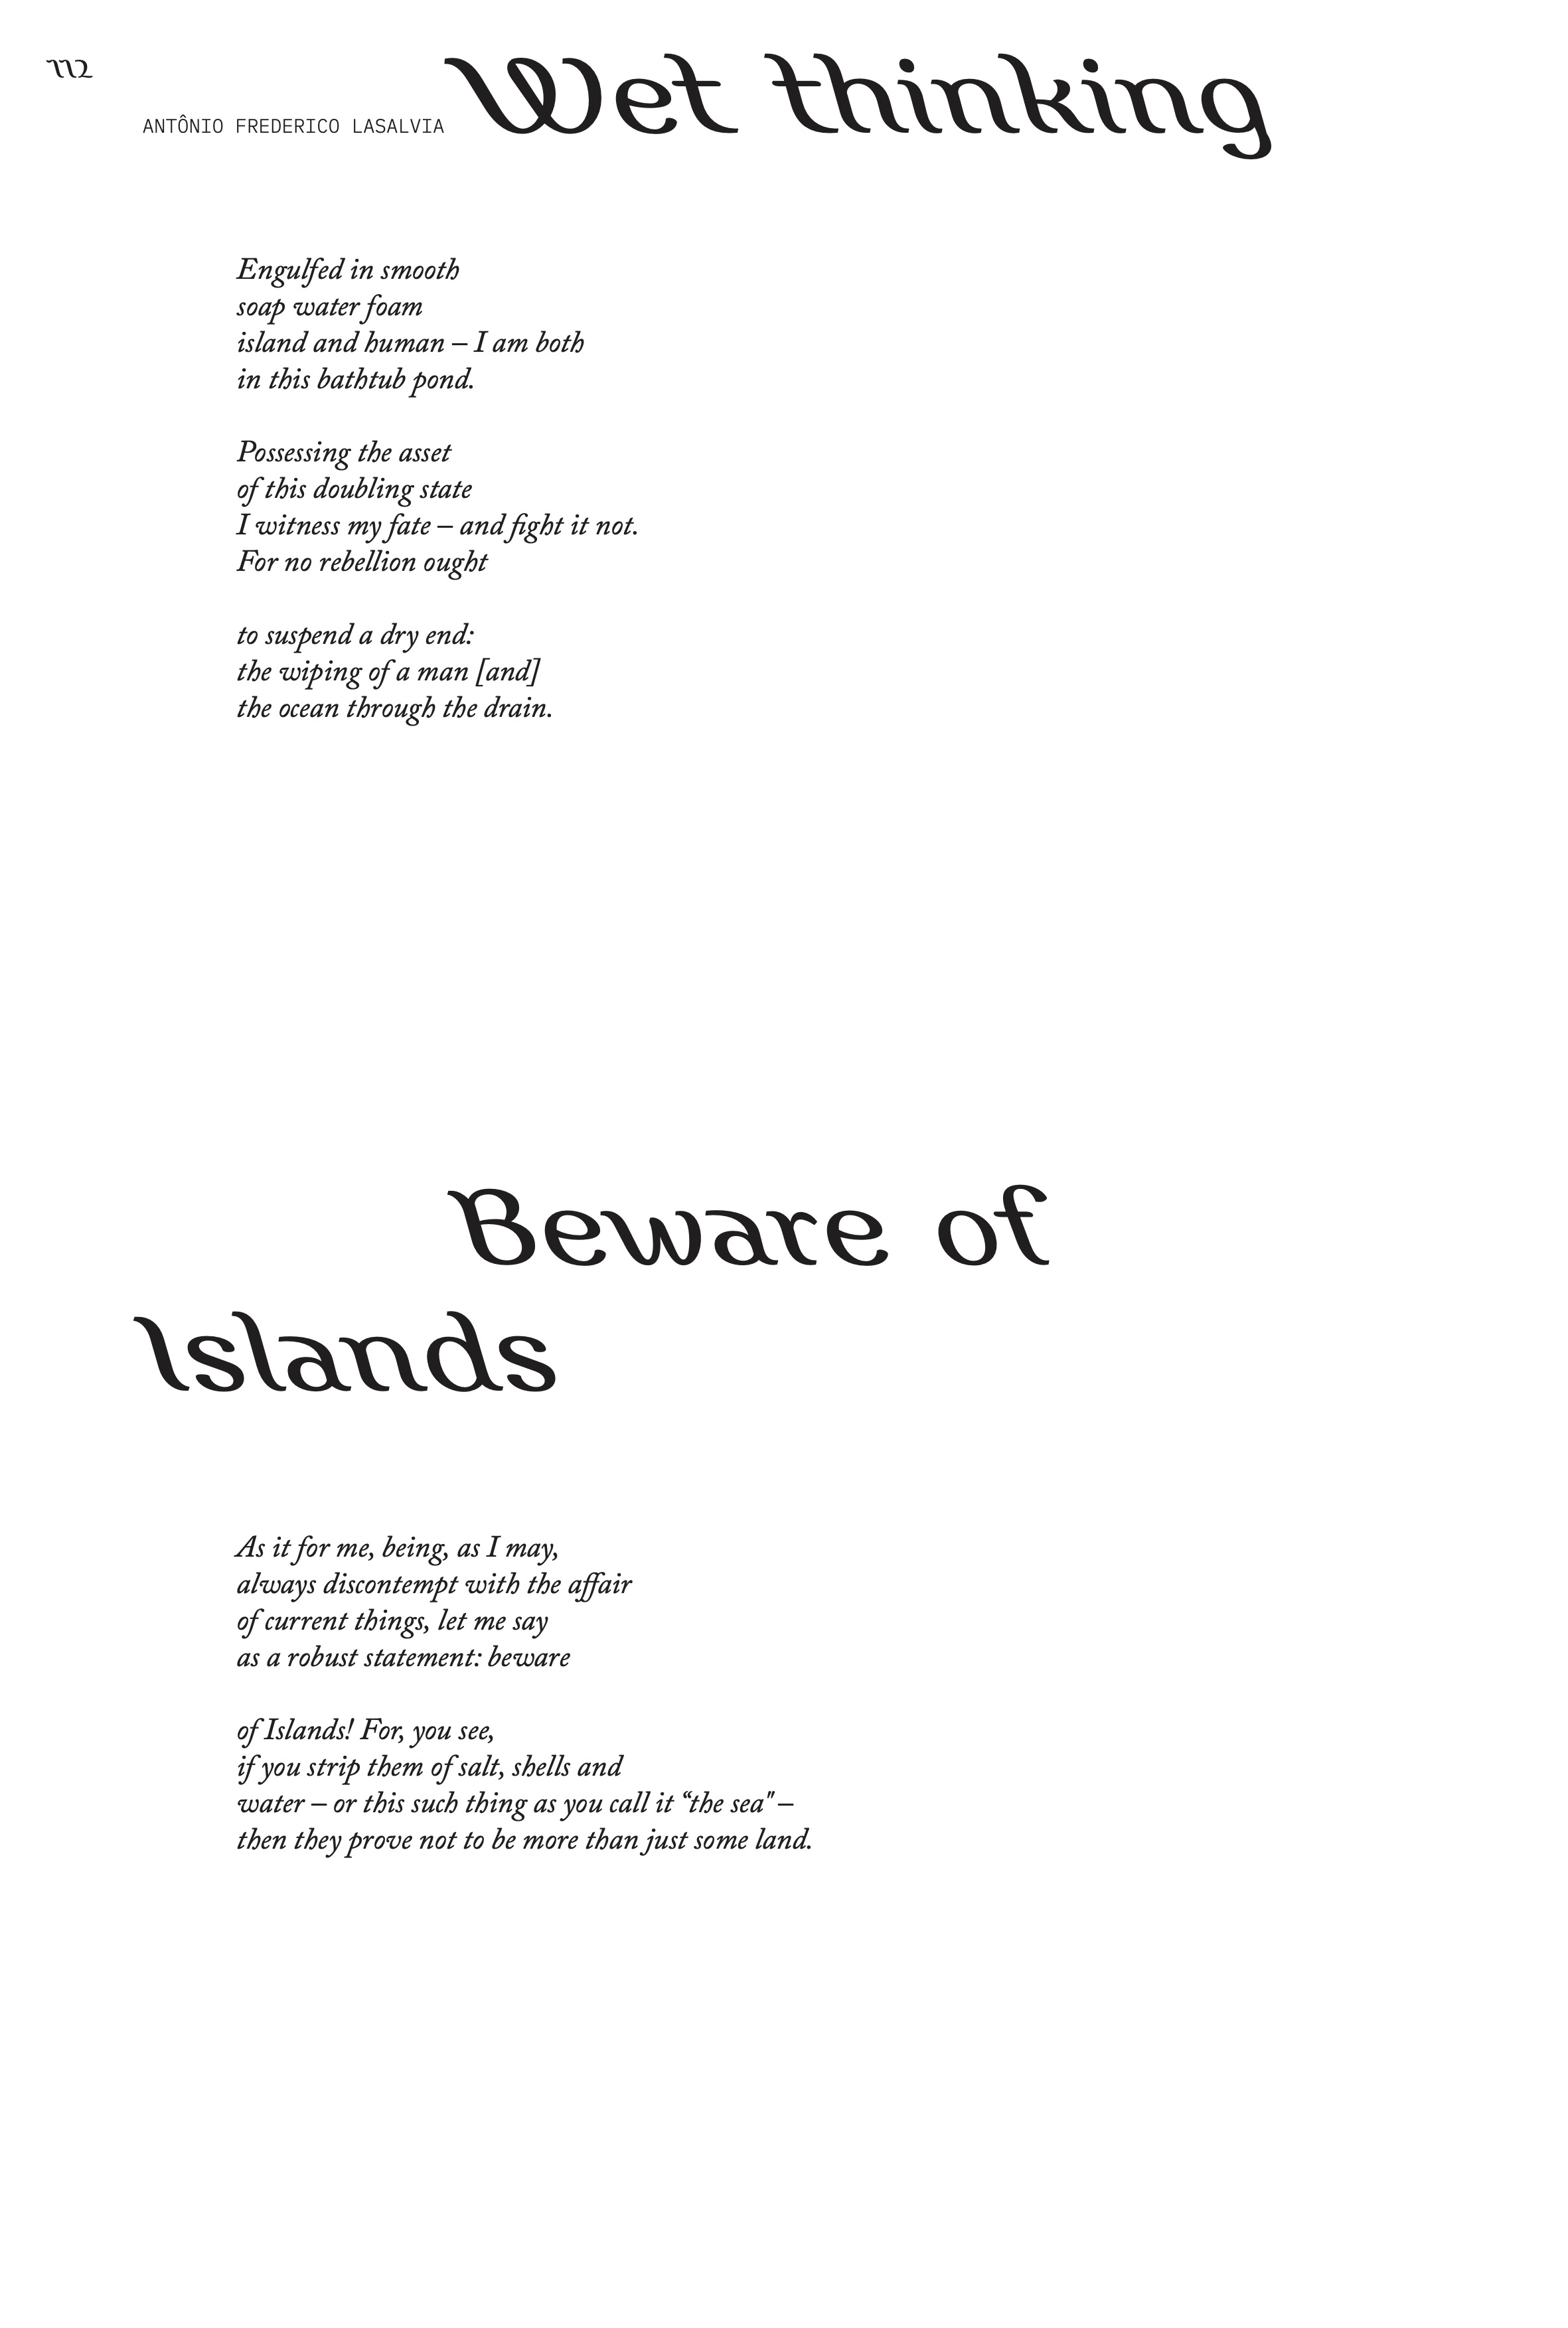 112
ANTÔNIO FREDERICO LASALVIA Wet thinking
Engulfed in smooth
soap water foam
island and human – I am both
in this bathtub pond.
Possessing the asset
of this doubling state
I witness my fate – and fight it not.
For no rebellion ought
to suspend a dry end:
the wiping of a man [and]
the ocean through the drain.
Beware of
Islands
As it for me, being, as I may,
always discontempt with the affair
of current things, let me say
as a robust statement: beware
of Islands! For, you see,
if you strip them of salt, shells and
water – or this such thing as you call it “the sea" –
then they prove not to be more than just some land.